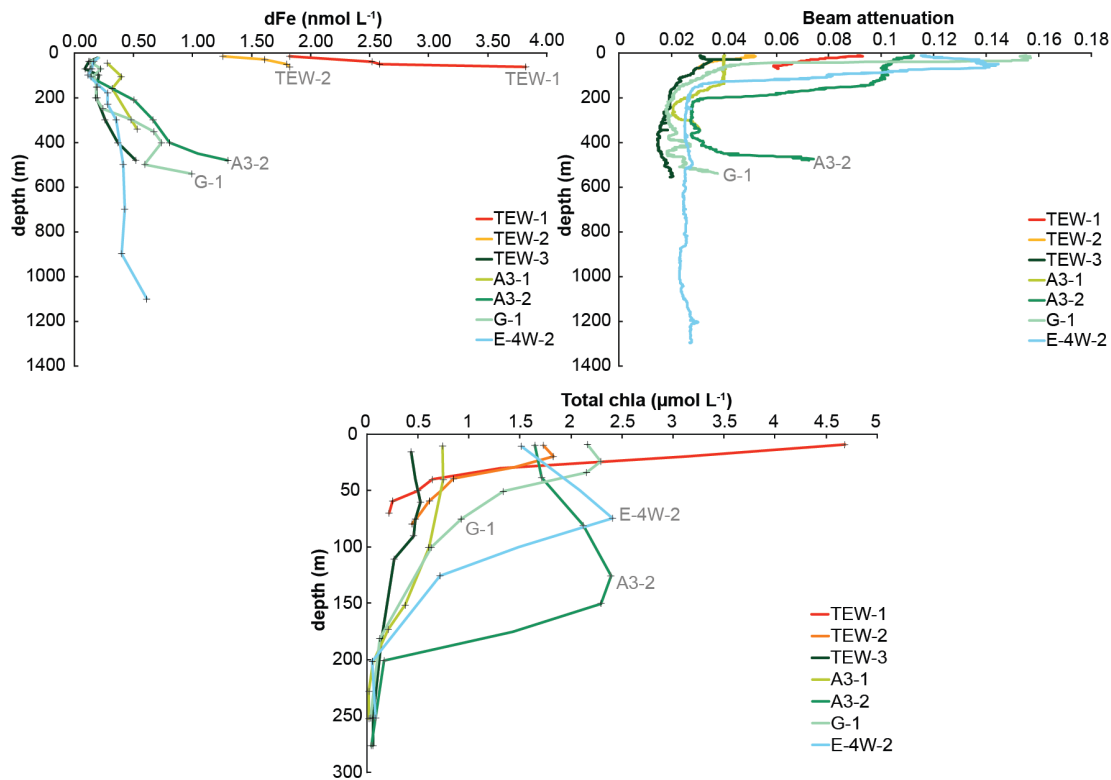 dFe (nmol L-1)
0.00 0.50 1.00 1.50 2.00 2.50 3.00 3.50 4.00
0
200
400
600
800
1000
1200
1400
depth (m)
TEW-2
TEW-1
A3-2
G-1
TEW-1
TEW-2
TEW-3
A3-1
A3-2
G-1
E-4W-2
Beam attenuation
0 0.02 0.04 0.06 0.08 0.1 0.12 0.14 0.16 0.18
0
200
400
600
800
1000
1200
1400
depth (m)
G-1
A3-2
TEW-1
TEW-2
TEW-3
A3-1
A3-2
G-1
E-4W-2
Total chla (µmol L-1)
0 0.5 1 1.5 2 2.5 3 3.5 4 4.5 5
0
50
100
150
200
250
300
depth (m)
G-1
E-4W-2
A3-2
TEW-1
TEW-2
TEW-3
A3-1
A3-2
G-1
E-4W-2